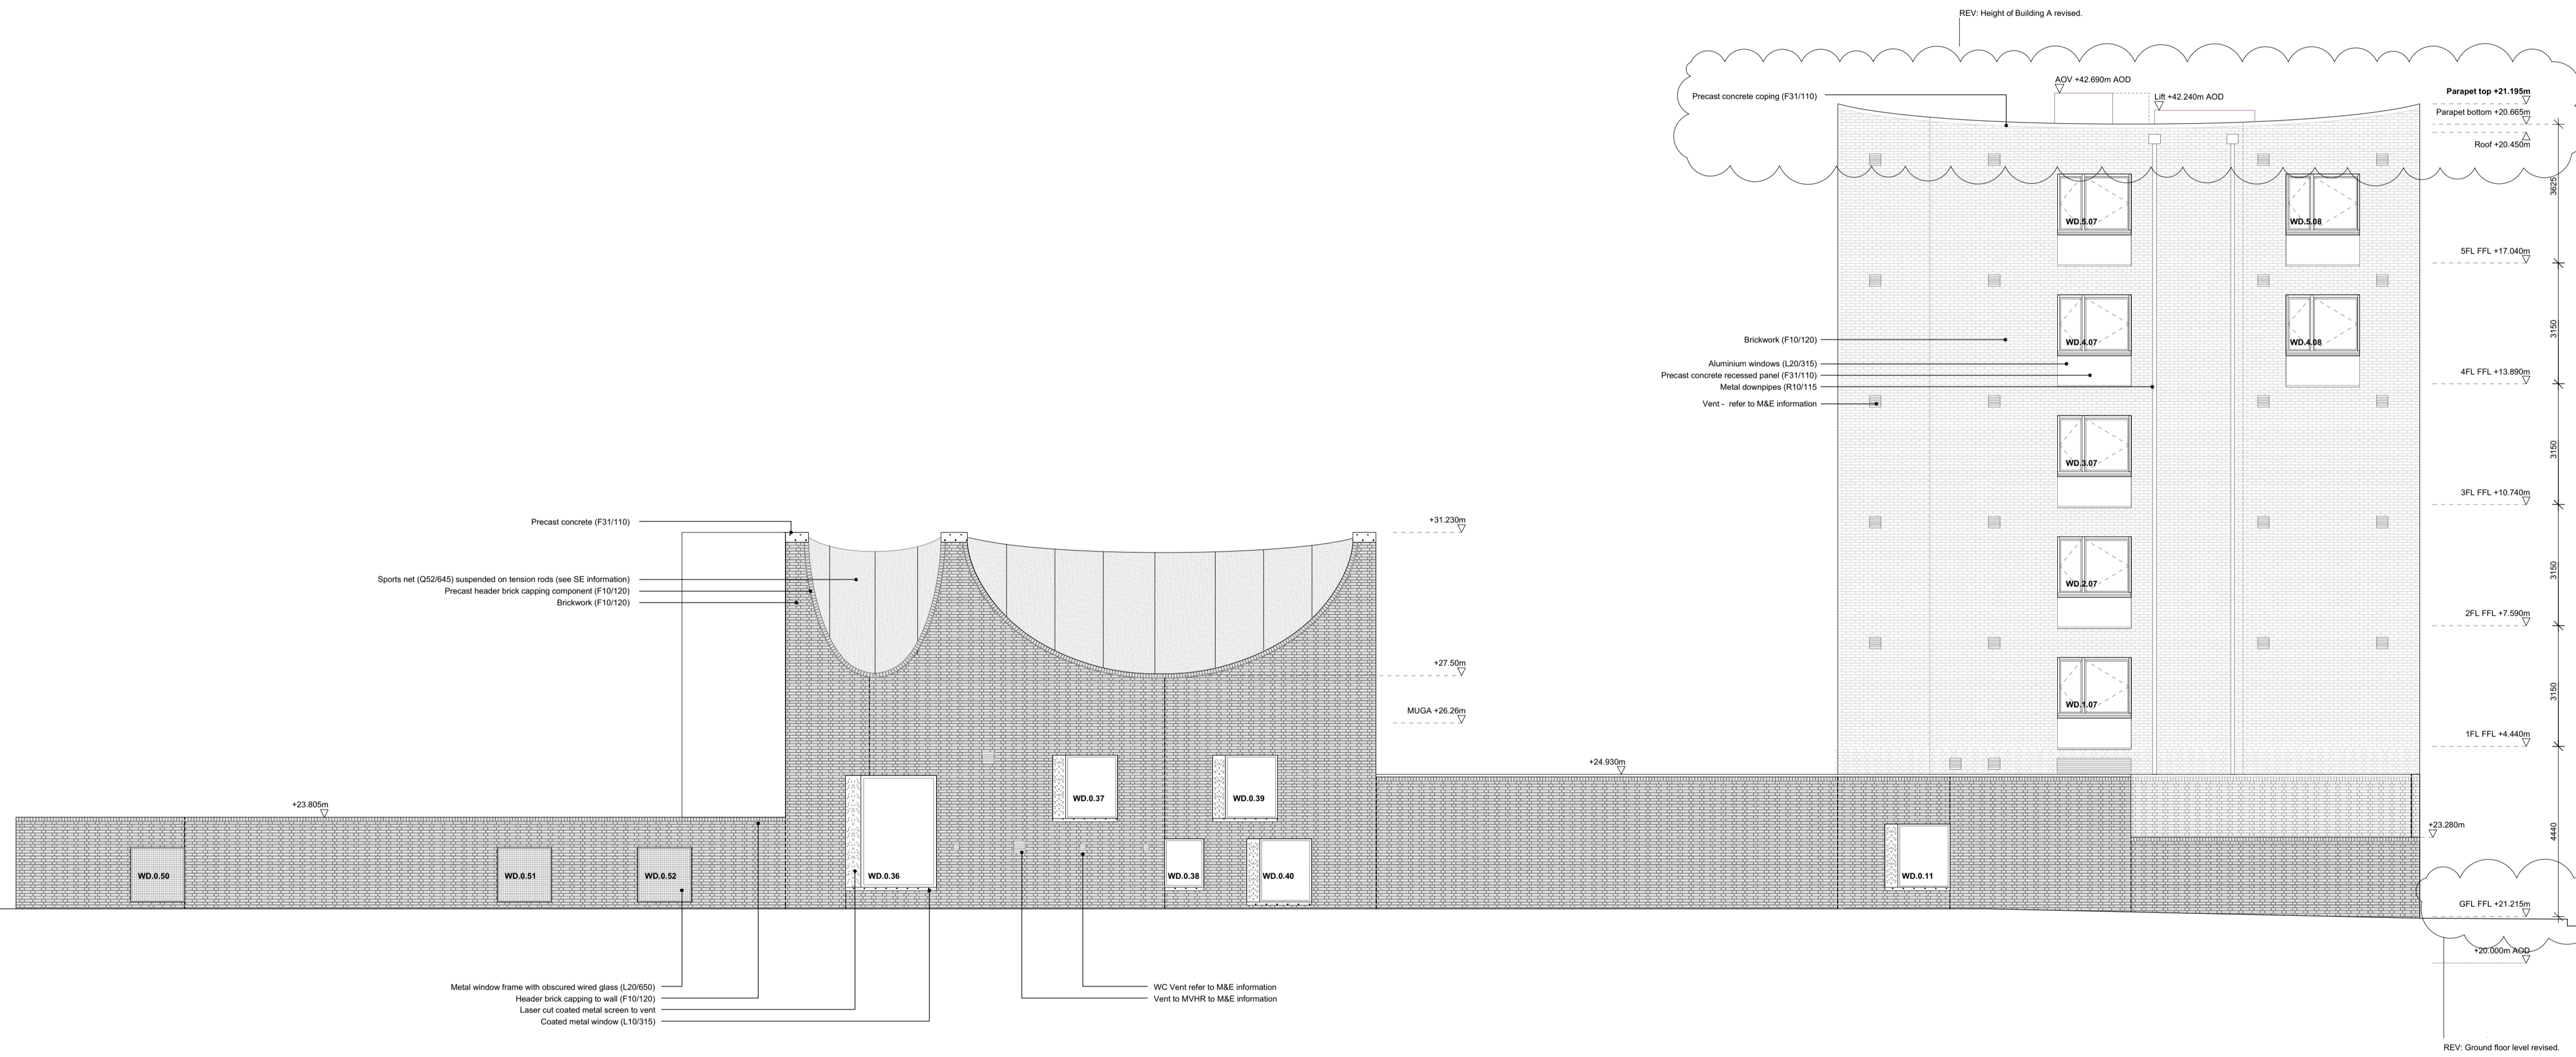 REV: Height of Building A revised.
AOV +42.690m AOD
Lift +42.240m AOD
Precast concrete coping (F31/110)
Parapet top +21.195m
Parapet bottom +20.665m
Roof +20.450m
3625
WD.5.07
WD.5.08
5FL FFL +17.040m
3150
Brickwork (F10/120)
WD.4.07
WD.4.08
Aluminium windows (L20/315)
Precast concrete recessed panel (F31/110)
Metal downpipes (R10/115
Vent - refer to M&E information
4FL FFL +13.890m
3150
WD.3.07
3FL FFL +10.740m
3150
WD.2.07
2FL FFL +7.590m
3150
WD.1.07
1FL FFL +4.440m
Precast concrete (F31/110)
+31.230m
Sports net (Q52/645) suspended on tension rods (see SE information)
Precast header brick capping component (F10/120)
Brickwork (F10/120)
+27.50m
MUGA +26.26m
+24.930m
+23.805m
WD.0.37
WD.0.39
+23.280m
4440
WD.0.50
WD.0.51
WD.0.52
WD.0.36
WD.0.38
WD.0.40
WD.0.11
GFL FFL +21.215m
+20.000m AOD
Metal window frame with obscured wired glass (L20/650)
Header brick capping to wall (F10/120)
Laser cut coated metal screen to vent
Coated metal window (L10/315)
WC Vent refer to M&E information
Vent to MVHR to M&E information
REV: Ground floor level revised.